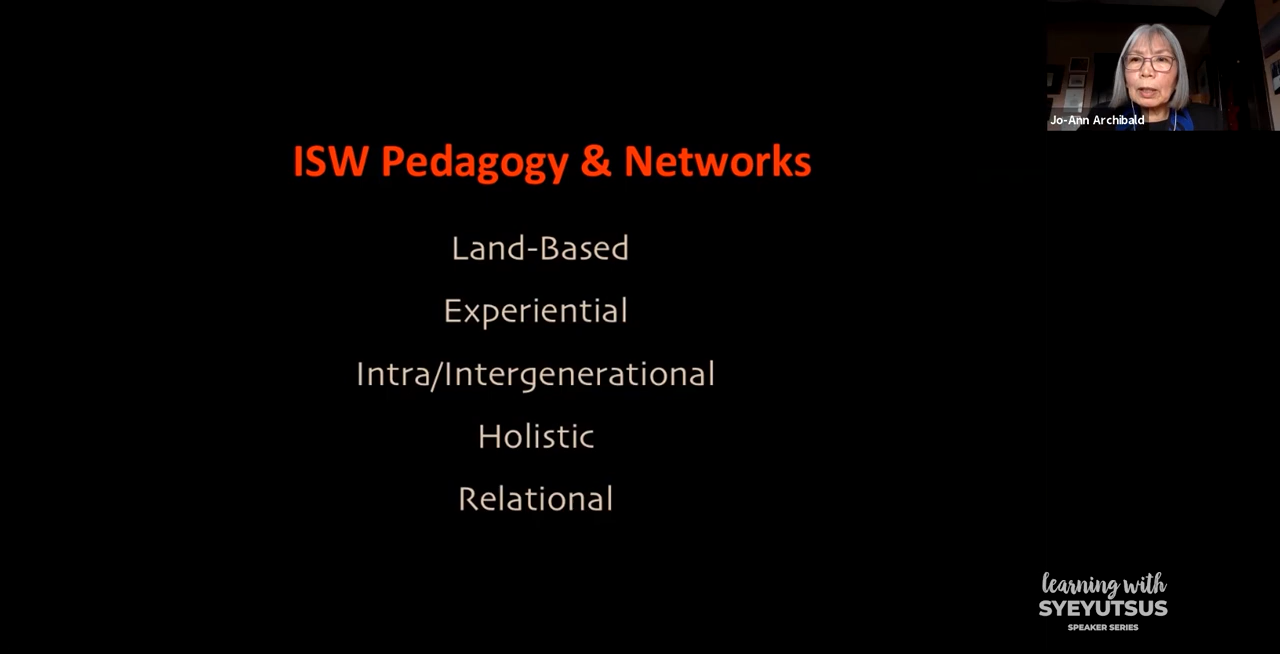 Jo-Ann Archibald
ISW Pedagogy & Networks
Land-Based
Experiential
Intra/Intergenerational
Holistic
Relational
learning with
SYEYUTSUS
SPEAKER SERIES